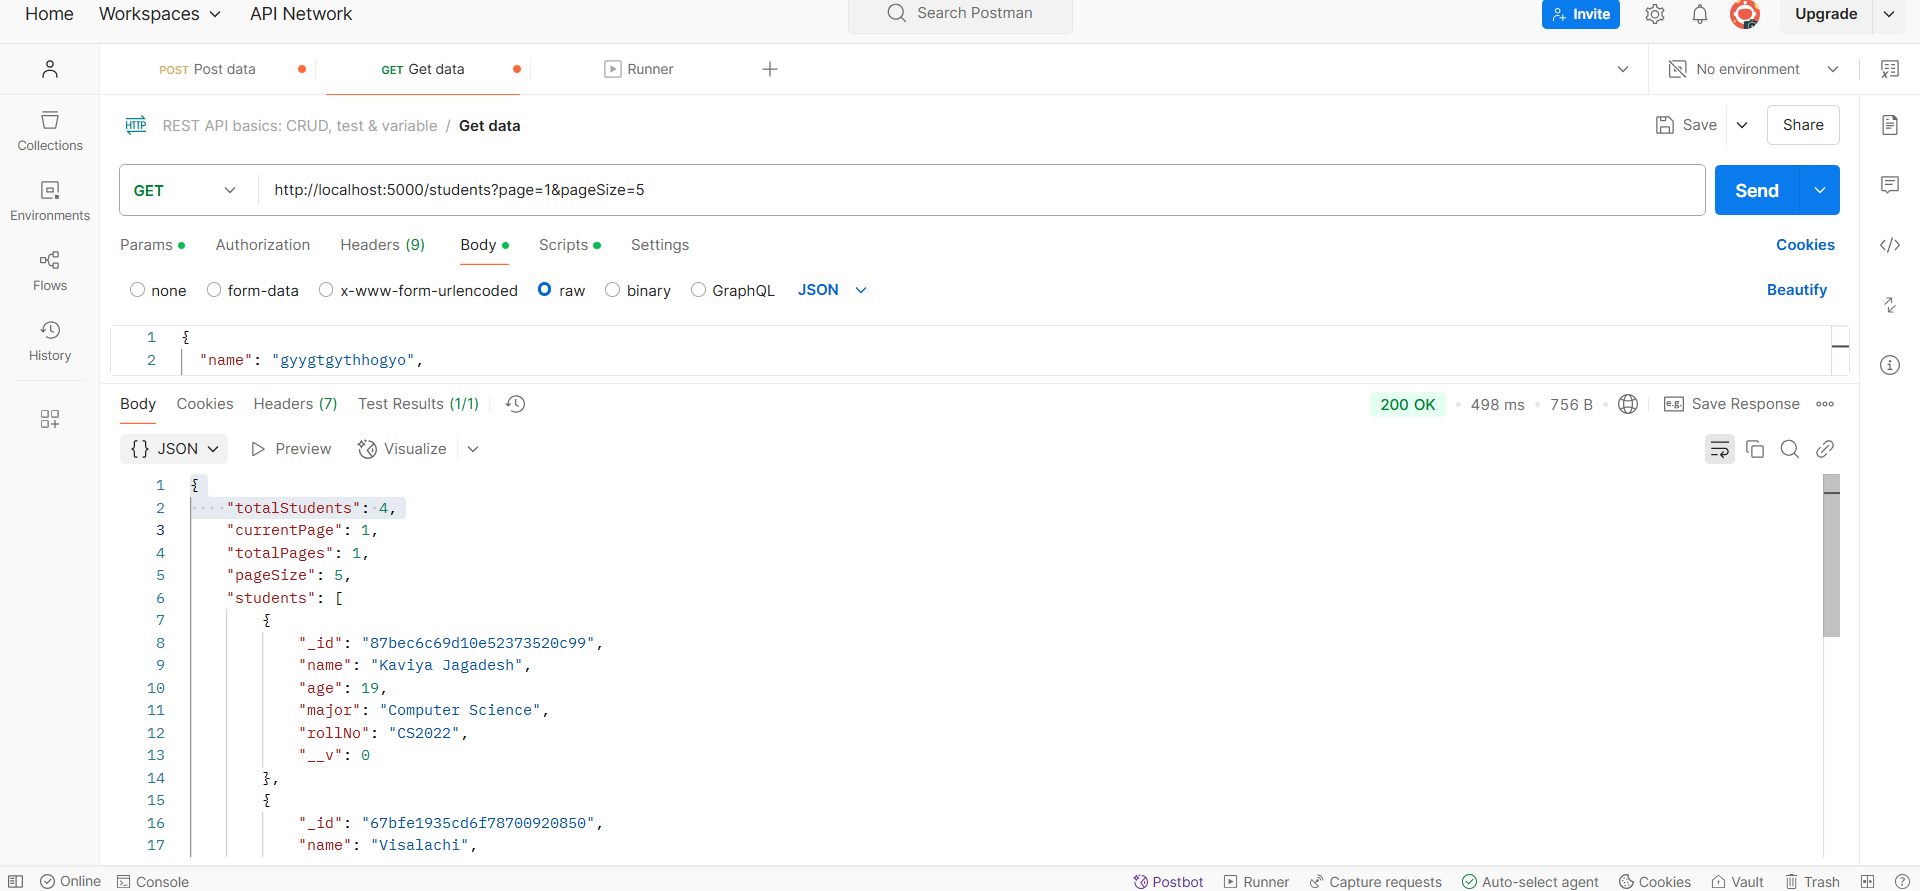 Home Workspaces API Network Search Postman Invite Upgrade
POST Post data GET Get data Runner No environment
HTTP REST API basics: CRUD, test & variable / Get data Save Share
Collections
GET http://localhost:5000/students?page=1&pageSize=5 Send
Environments
Params Authorization Headers (9) Body Scripts Settings Cookies
Flows
none form-data x-www-form-urlencoded raw binary GraphQL JSON Beautify
History
1 {
2 "name": "gyygtgythhogyo",
Body Cookies Headers (7) Test Results (1/1) 200 OK 498 ms 756 B e.g. Save Response
{} JSON Preview Visualize
1 {
2 "totalStudents": 4,
3 "currentPage": 1,
4 "totalPages": 1,
5 "pageSize": 5,
6 "students": [
7 {
8 "_id": "87bec6c69d10e52373520c99",
9 "name": "Kaviya Jagadesh",
10 "age": 19,
11 "major": "Computer Science",
12 "rollNo": "CS2022",
13 "__v": 0
14 },
15 {
16 "_id": "67bfe1935cd6f78700920850",
17 "name": "Visalachi",
Online Console Postbot Runner Capture requests Auto-select agent Cookies Vault Trash